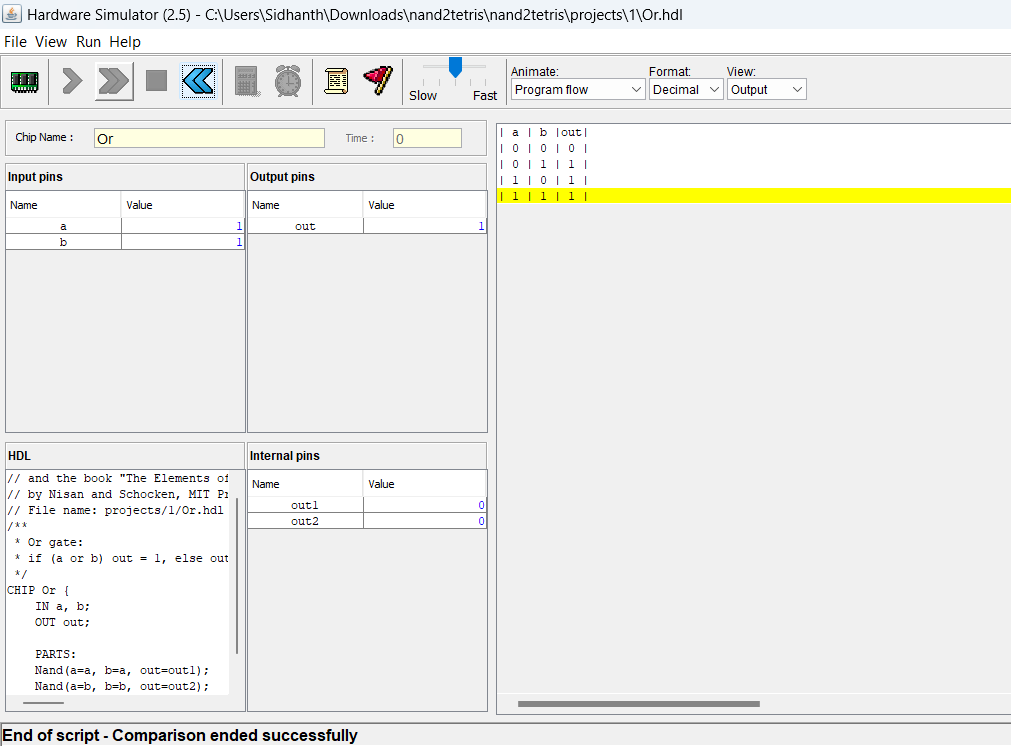 Hardware Simulator (2.5) - C:\Users\Sidhanth\Downloads\nand2tetris\nand2tetris\projects\1\Or.hdl
File View Run Help
Slow Fast
Animate: Format: View:
Program flow Decimal Output
Chip Name : Or Time : 0
Input pins
Name Value
a 1
b 1
Output pins
Name Value
out 1
| a | b |out|
| 0 | 0 | 0 |
| 0 | 1 | 1 |
| 1 | 0 | 1 |
| 1 | 1 | 1 |
HDL
// and the book "The Elements of
// by Nisan and Schocken, MIT Pr
// File name: projects/1/Or.hdl
/**
* Or gate:
* if (a or b) out = 1, else out
*/
CHIP Or {
IN a, b;
OUT out;
PARTS:
Nand(a=a, b=a, out=out1);
Nand(a=b, b=b, out=out2);
Internal pins
Name Value
out1 0
out2 0
End of script - Comparison ended successfully